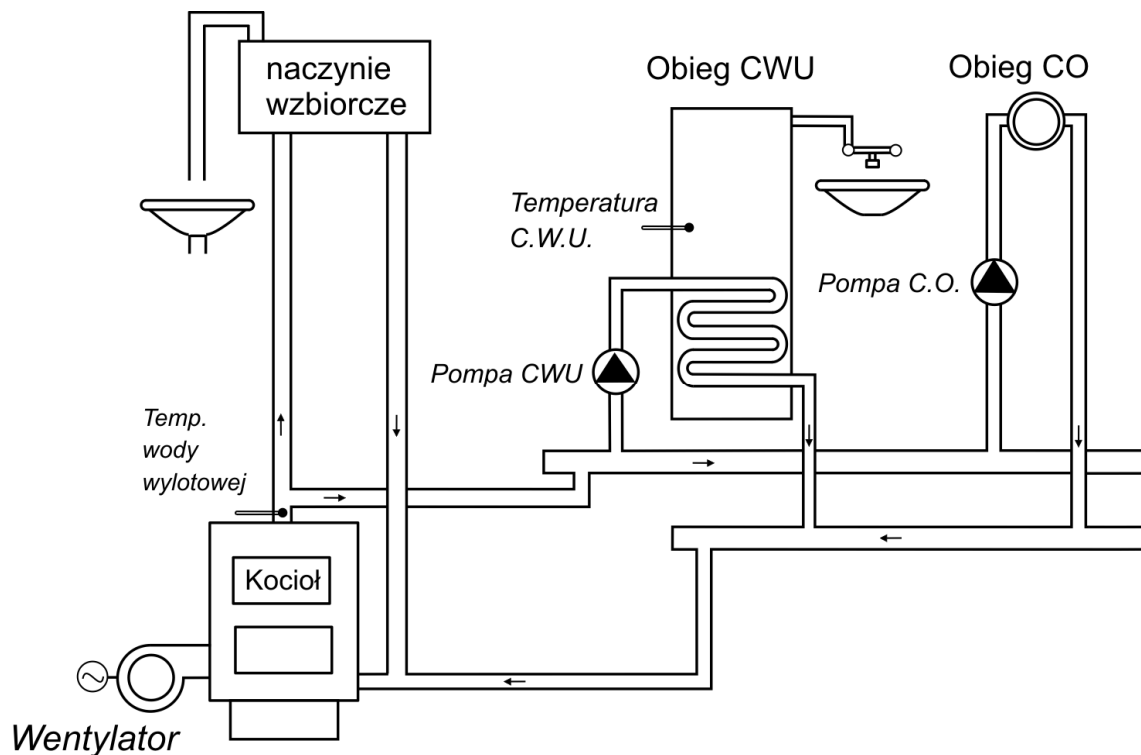 naczynie
wzbiorcze
Obieg CWU
Obieg CO
Temperatura
C.W.U.
Pompa C.O.
Pompa CWU
Temp.
wody
wylotowej
Kocioł
Wentylator